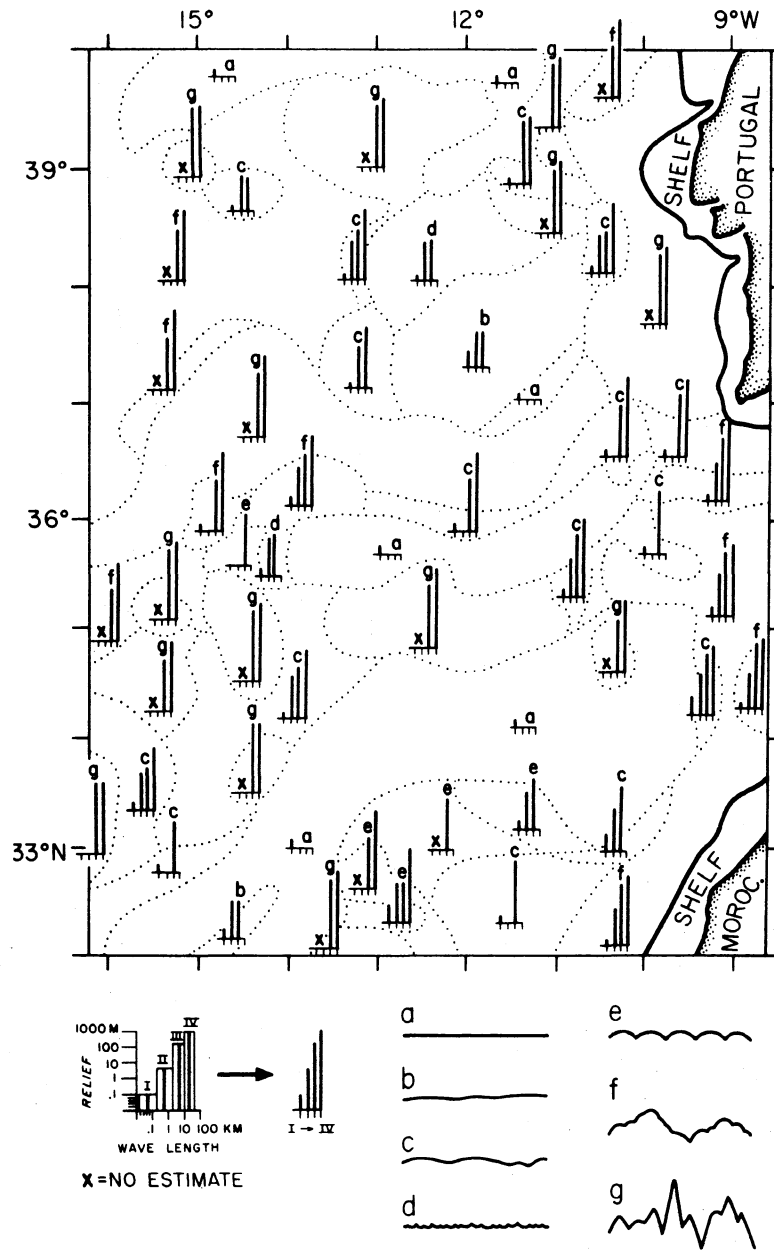 15° 12° 9°W
a a f
g g g
c
39° SHELF PORTUGAL
x x c g
x
f c d c g
x x
f c b
x
g a c c f
x
f c c
36° f e d a c
g g f
f x
x g x g c f
x x
g c
x
g a
x
g c e e c
c x
33°N a e c
x
g e f SHELF MOROC.
b x
1000 M
100
10
1
.1
RELIEF
I II III IV
.1 1 10 100 KM
WAVE LENGTH
I → IV
X=NO ESTIMATE
a
b
c
d
e
f
g